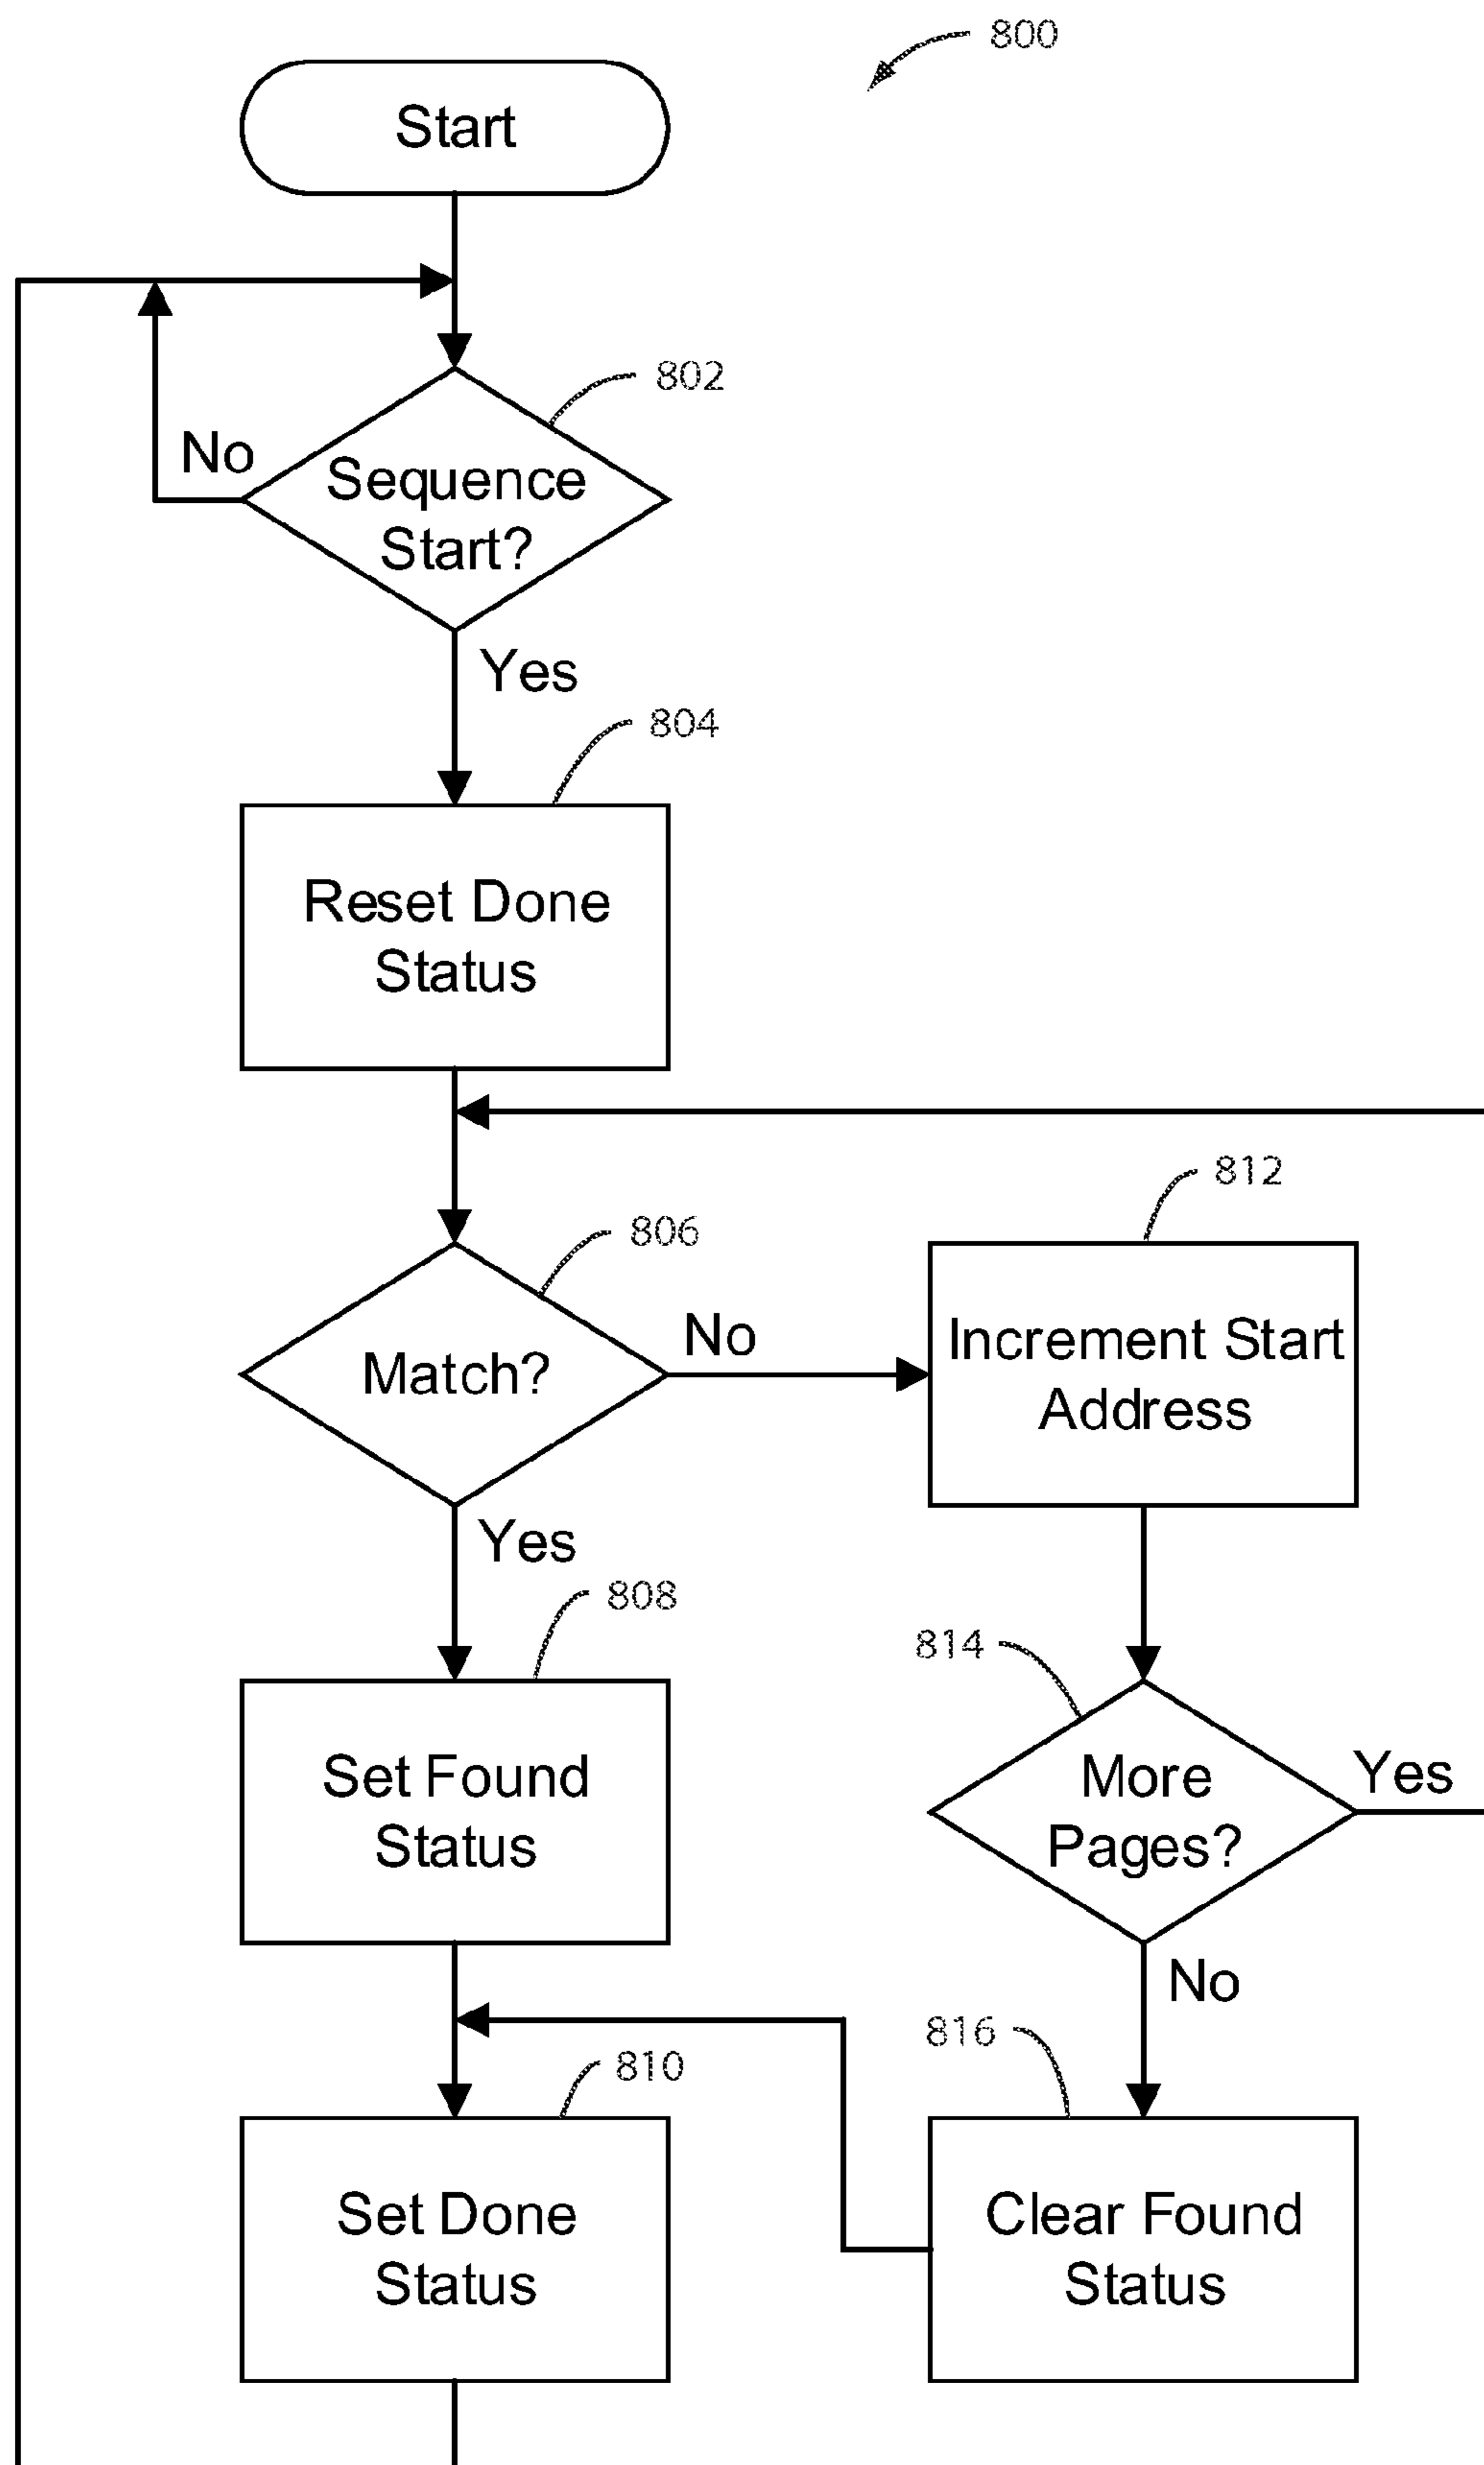 800
Start
802
No
Sequence
Start?
Yes
804
Reset Done
Status
812
806
No
Increment Start
Address
Match?
Yes
808
814
Set Found
Status
More
Pages?
Yes
No
816
810
Set Done
Status
Clear Found
Status